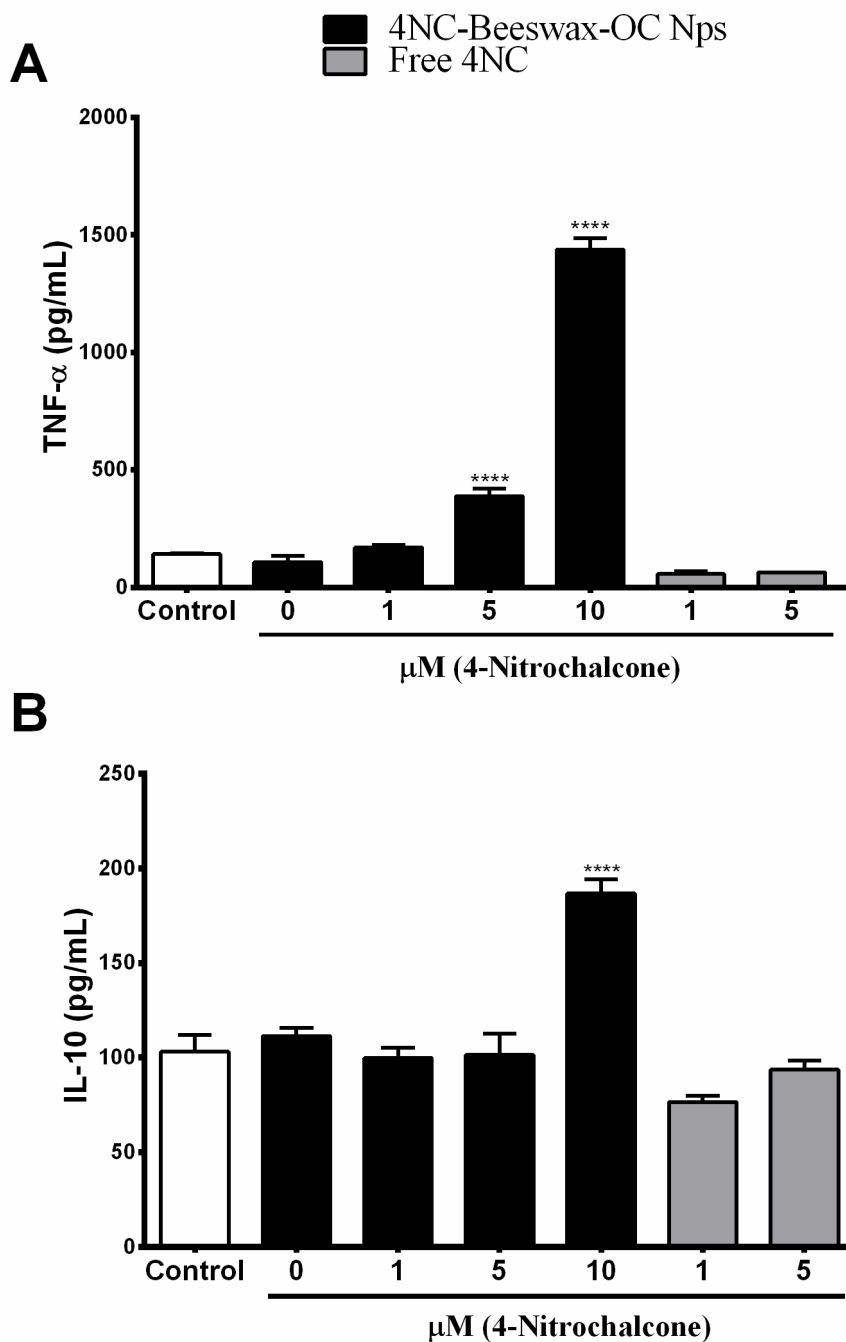 4NC-Beeswax-OC Nps
Free 4NC
A
TNF-α (pg/mL)
2000
1500
1000
500
0
****
****
Control 0 1 5 10 1 5
μM (4-Nitrochalcone)
B
IL-10 (pg/mL)
250
200
150
100
50
0
****
Control 0 1 5 10 1 5
μM (4-Nitrochalcone)